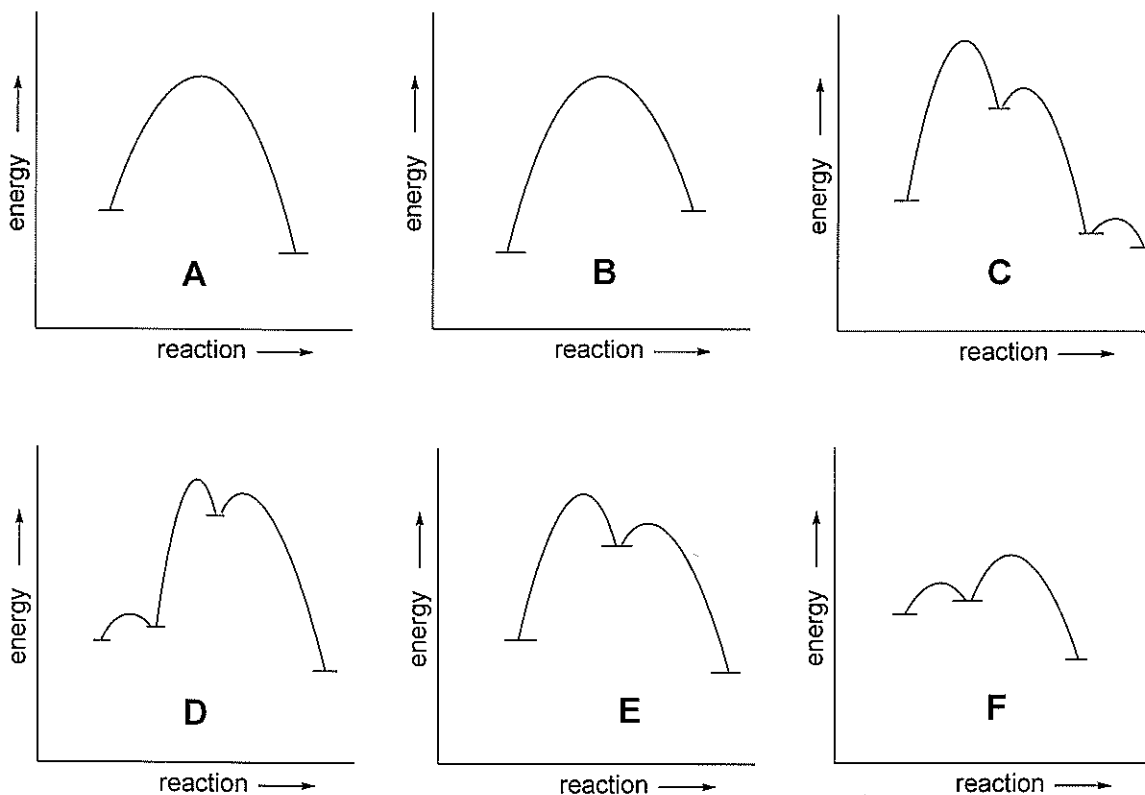 energy
A
reaction
energy
B
reaction
energy
C
reaction
energy
D
reaction
energy
E
reaction
energy
F
reaction